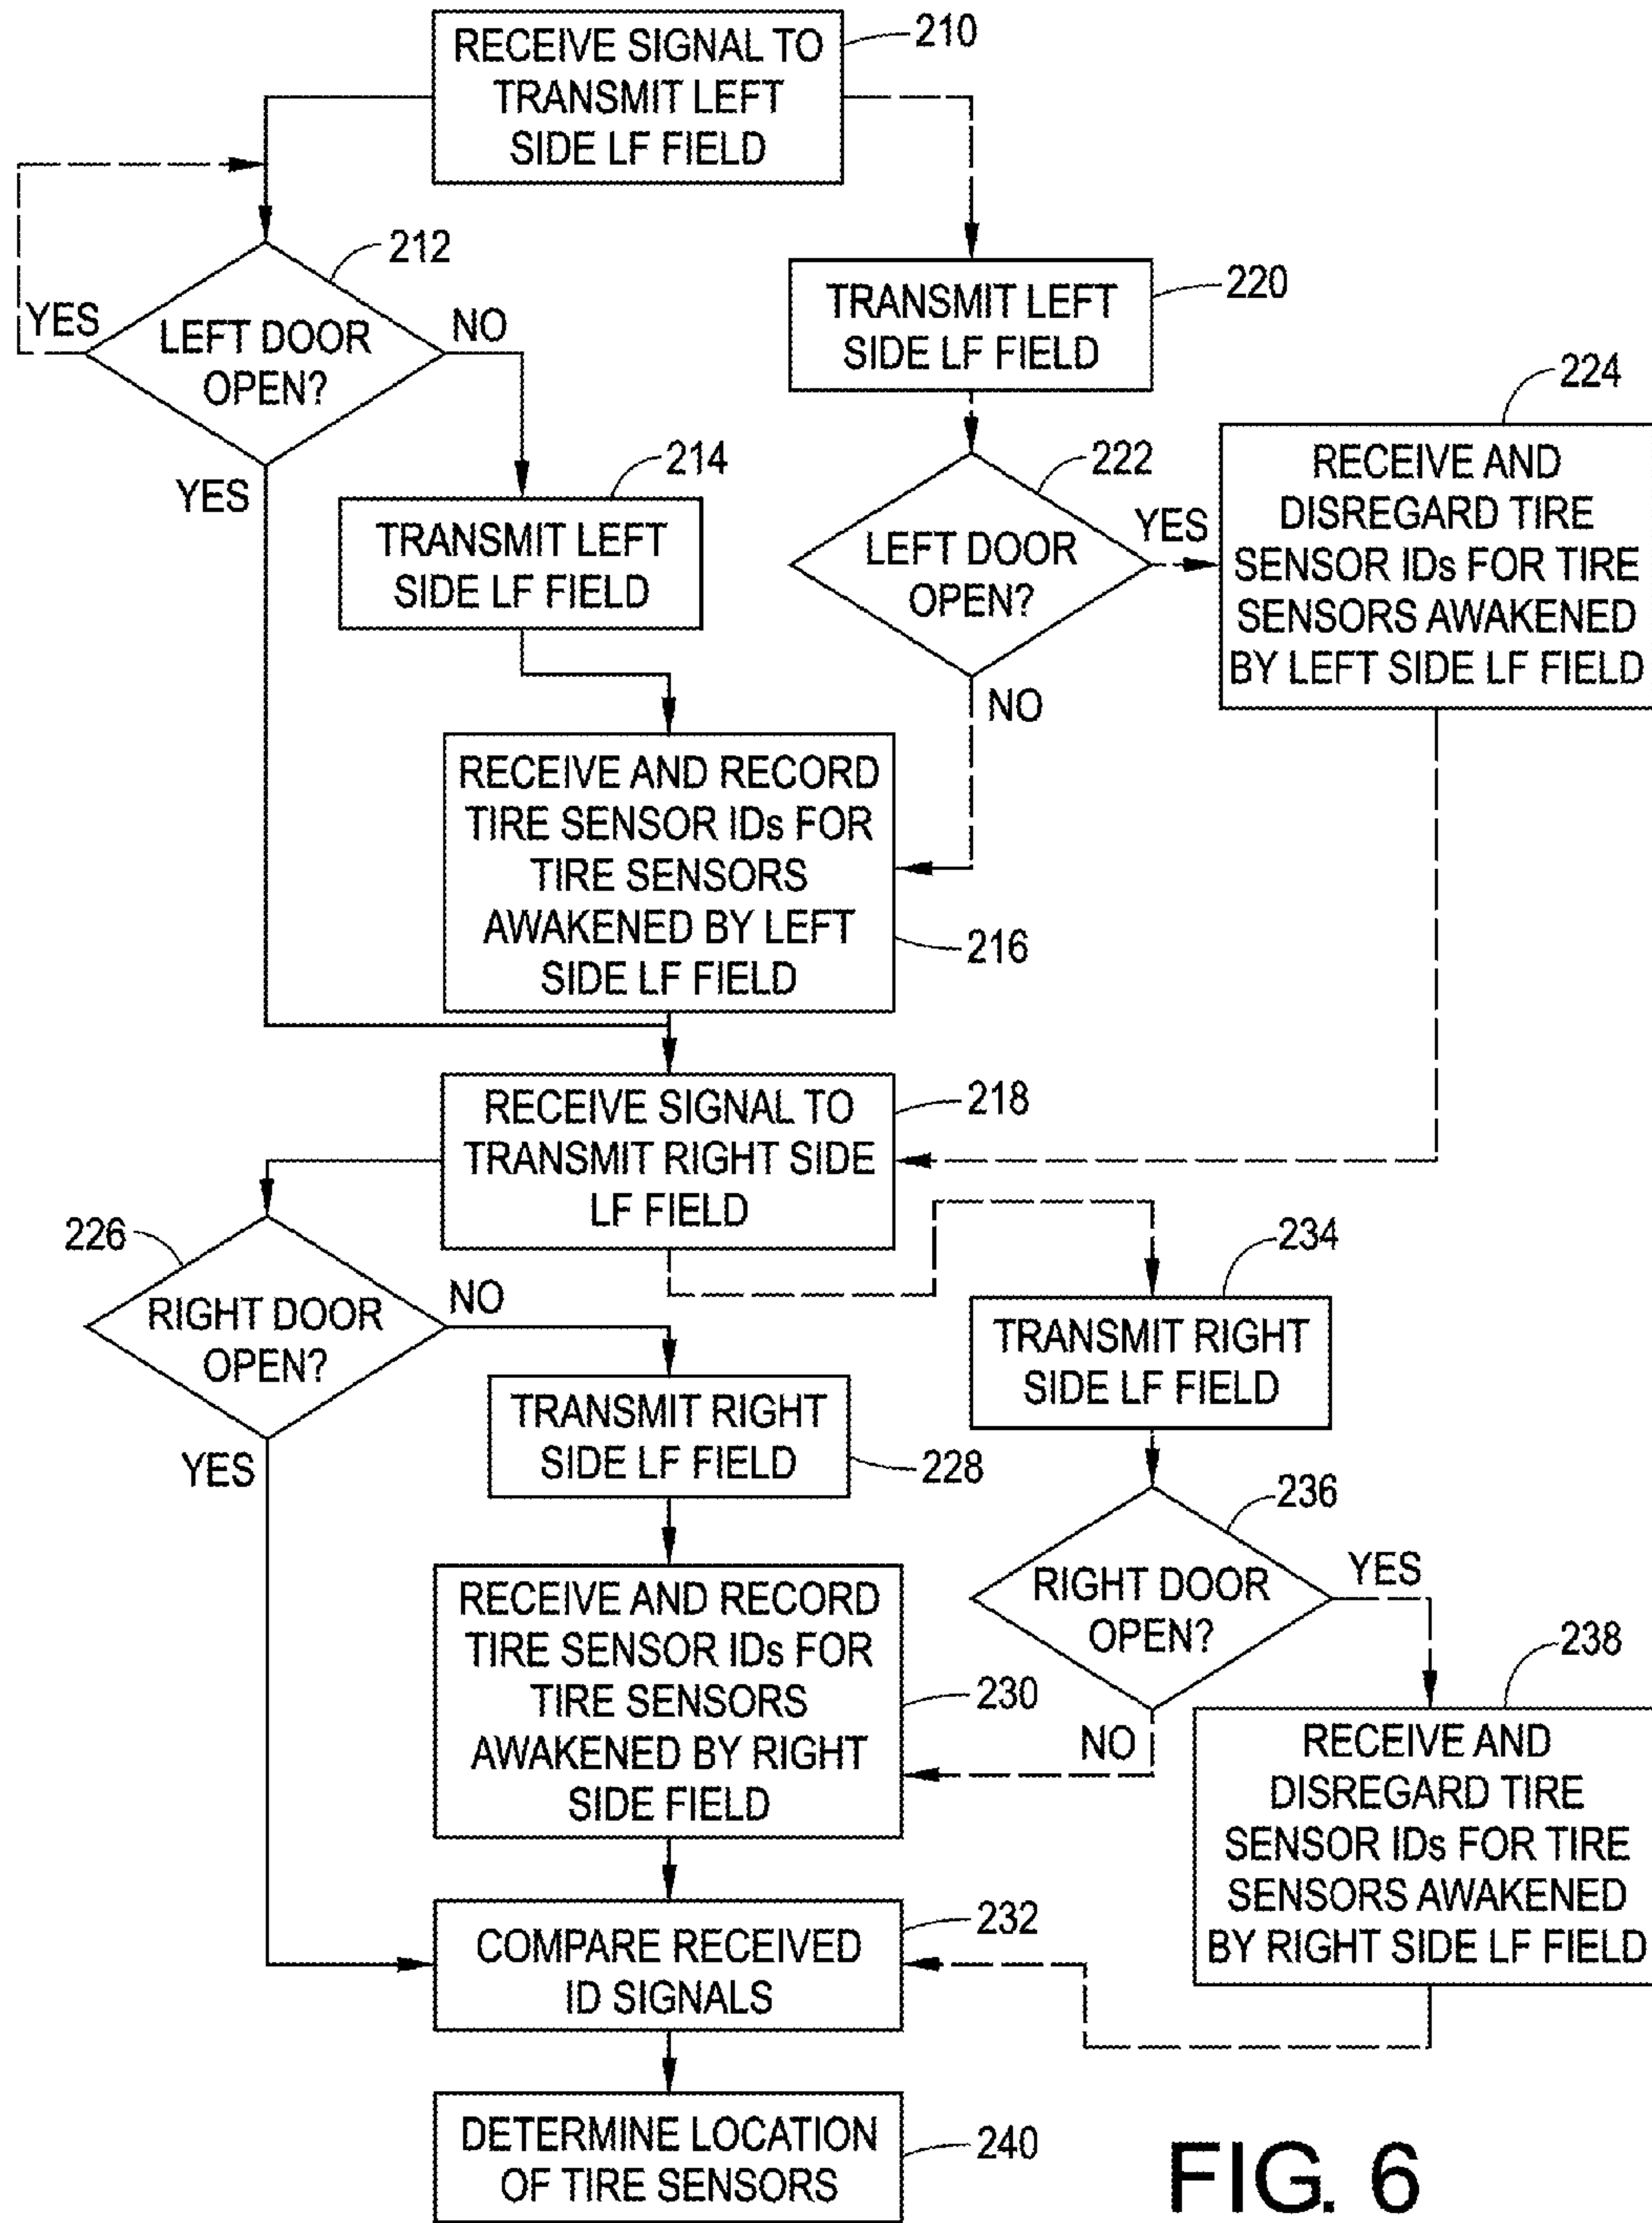 RECEIVE SIGNAL TO
TRANSMIT LEFT
SIDE LF FIELD
210
LEFT DOOR
OPEN?
212
YES
NO
YES
TRANSMIT LEFT
SIDE LF FIELD
220
TRANSMIT LEFT
SIDE LF FIELD
214
LEFT DOOR
OPEN?
222
YES
NO
RECEIVE AND
DISREGARD TIRE
SENSOR IDs FOR TIRE
SENSORS AWAKENED
BY LEFT SIDE LF FIELD
224
RECEIVE AND RECORD
TIRE SENSOR IDs FOR
TIRE SENSORS
AWAKENED BY LEFT
SIDE LF FIELD
216
RECEIVE SIGNAL TO
TRANSMIT RIGHT SIDE
LF FIELD
218
226
RIGHT DOOR
OPEN?
NO
YES
TRANSMIT RIGHT
SIDE LF FIELD
234
TRANSMIT RIGHT
SIDE LF FIELD
228
RIGHT DOOR
OPEN?
236
YES
NO
RECEIVE AND RECORD
TIRE SENSOR IDs FOR
TIRE SENSORS
AWAKENED BY RIGHT
SIDE FIELD
230
RECEIVE AND
DISREGARD TIRE
SENSOR IDs FOR TIRE
SENSORS AWAKENED
BY RIGHT SIDE LF FIELD
238
COMPARE RECEIVED
ID SIGNALS
232
DETERMINE LOCATION
OF TIRE SENSORS
240
FIG. 6